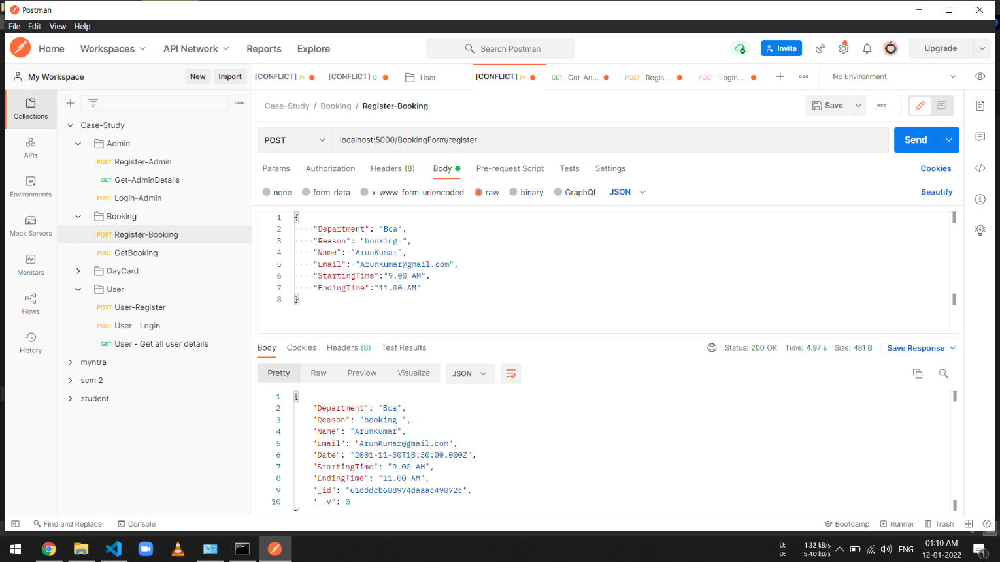 Postman
File Edit View Help
Home Workspaces API Network Reports Explore
Search Postman
Invite
Upgrade
My Workspace
New
Import
[CONFLICT] PI
[CONFLICT] G
User
[CONFLICT] PI
GET Get-Ad...
POST Regis...
POST Login...
No Environment
Collections
APIs
Environments
Mock Servers
Monitors
Flows
History
Case-Study
Admin
POST Register-Admin
GET Get-AdminDetails
POST Login-Admin
Booking
POST Register-Booking
POST GetBooking
DayCard
User
POST User-Register
POST User - Login
GET User - Get all user details
myntra
sem 2
student
Case-Study / Booking / Register-Booking
Save
POST
localhost:5000/BookingForm/register
Send
Params Authorization Headers (8) Body Pre-request Script Tests Settings
Cookies
none form-data x-www-form-urlencoded raw binary GraphQL JSON
Beautify
1 {
2 "Department": "Bca",
3 "Reason": "booking ",
4 "Name": "ArunKumar",
5 "Email": "ArunKumar@gmail.com",
6 "StartingTime":"9.00 AM",
7 "EndingTime":"11.00 AM"
8 }
Body Cookies Headers (8) Test Results
Status: 200 OK Time: 4.97 s Size: 481 B
Save Response
Pretty Raw Preview Visualize JSON
1 {
2 "Department": "Bca",
3 "Reason": "booking ",
4 "Name": "ArunKumar",
5 "Email": "ArunKumar@gmail.com",
6 "Date": "2001-11-30T18:30:00.000Z",
7 "StartingTime": "9.00 AM",
8 "EndingTime": "11.00 AM",
9 "_id": "61dddcb608974daaac49072c",
10 "__v": 0
Find and Replace Console
Bootcamp Runner Trash
U: 1.32 kB/s
D: 5.40 kB/s
ENG
01:10 AM
12-01-2022
1